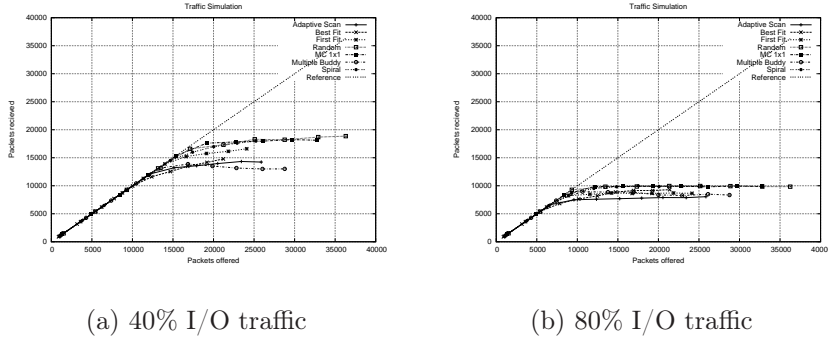 Traffic Simulation
Packets recieved
40000
35000
30000
25000
20000
15000
10000
5000
0
0 5000 10000 15000 20000 25000 30000 35000 40000
Packets offered
Adaptive Scan
Best Fit
First Fit
Random
MC 1x1
Multiple Buddy
Spiral
Reference
(a) 40% I/O traffic
Traffic Simulation
Packets recieved
40000
35000
30000
25000
20000
15000
10000
5000
0
0 5000 10000 15000 20000 25000 30000 35000 40000
Packets offered
Adaptive Scan
Best Fit
First Fit
Random
MC 1x1
Multiple Buddy
Spiral
Reference
(b) 80% I/O traffic